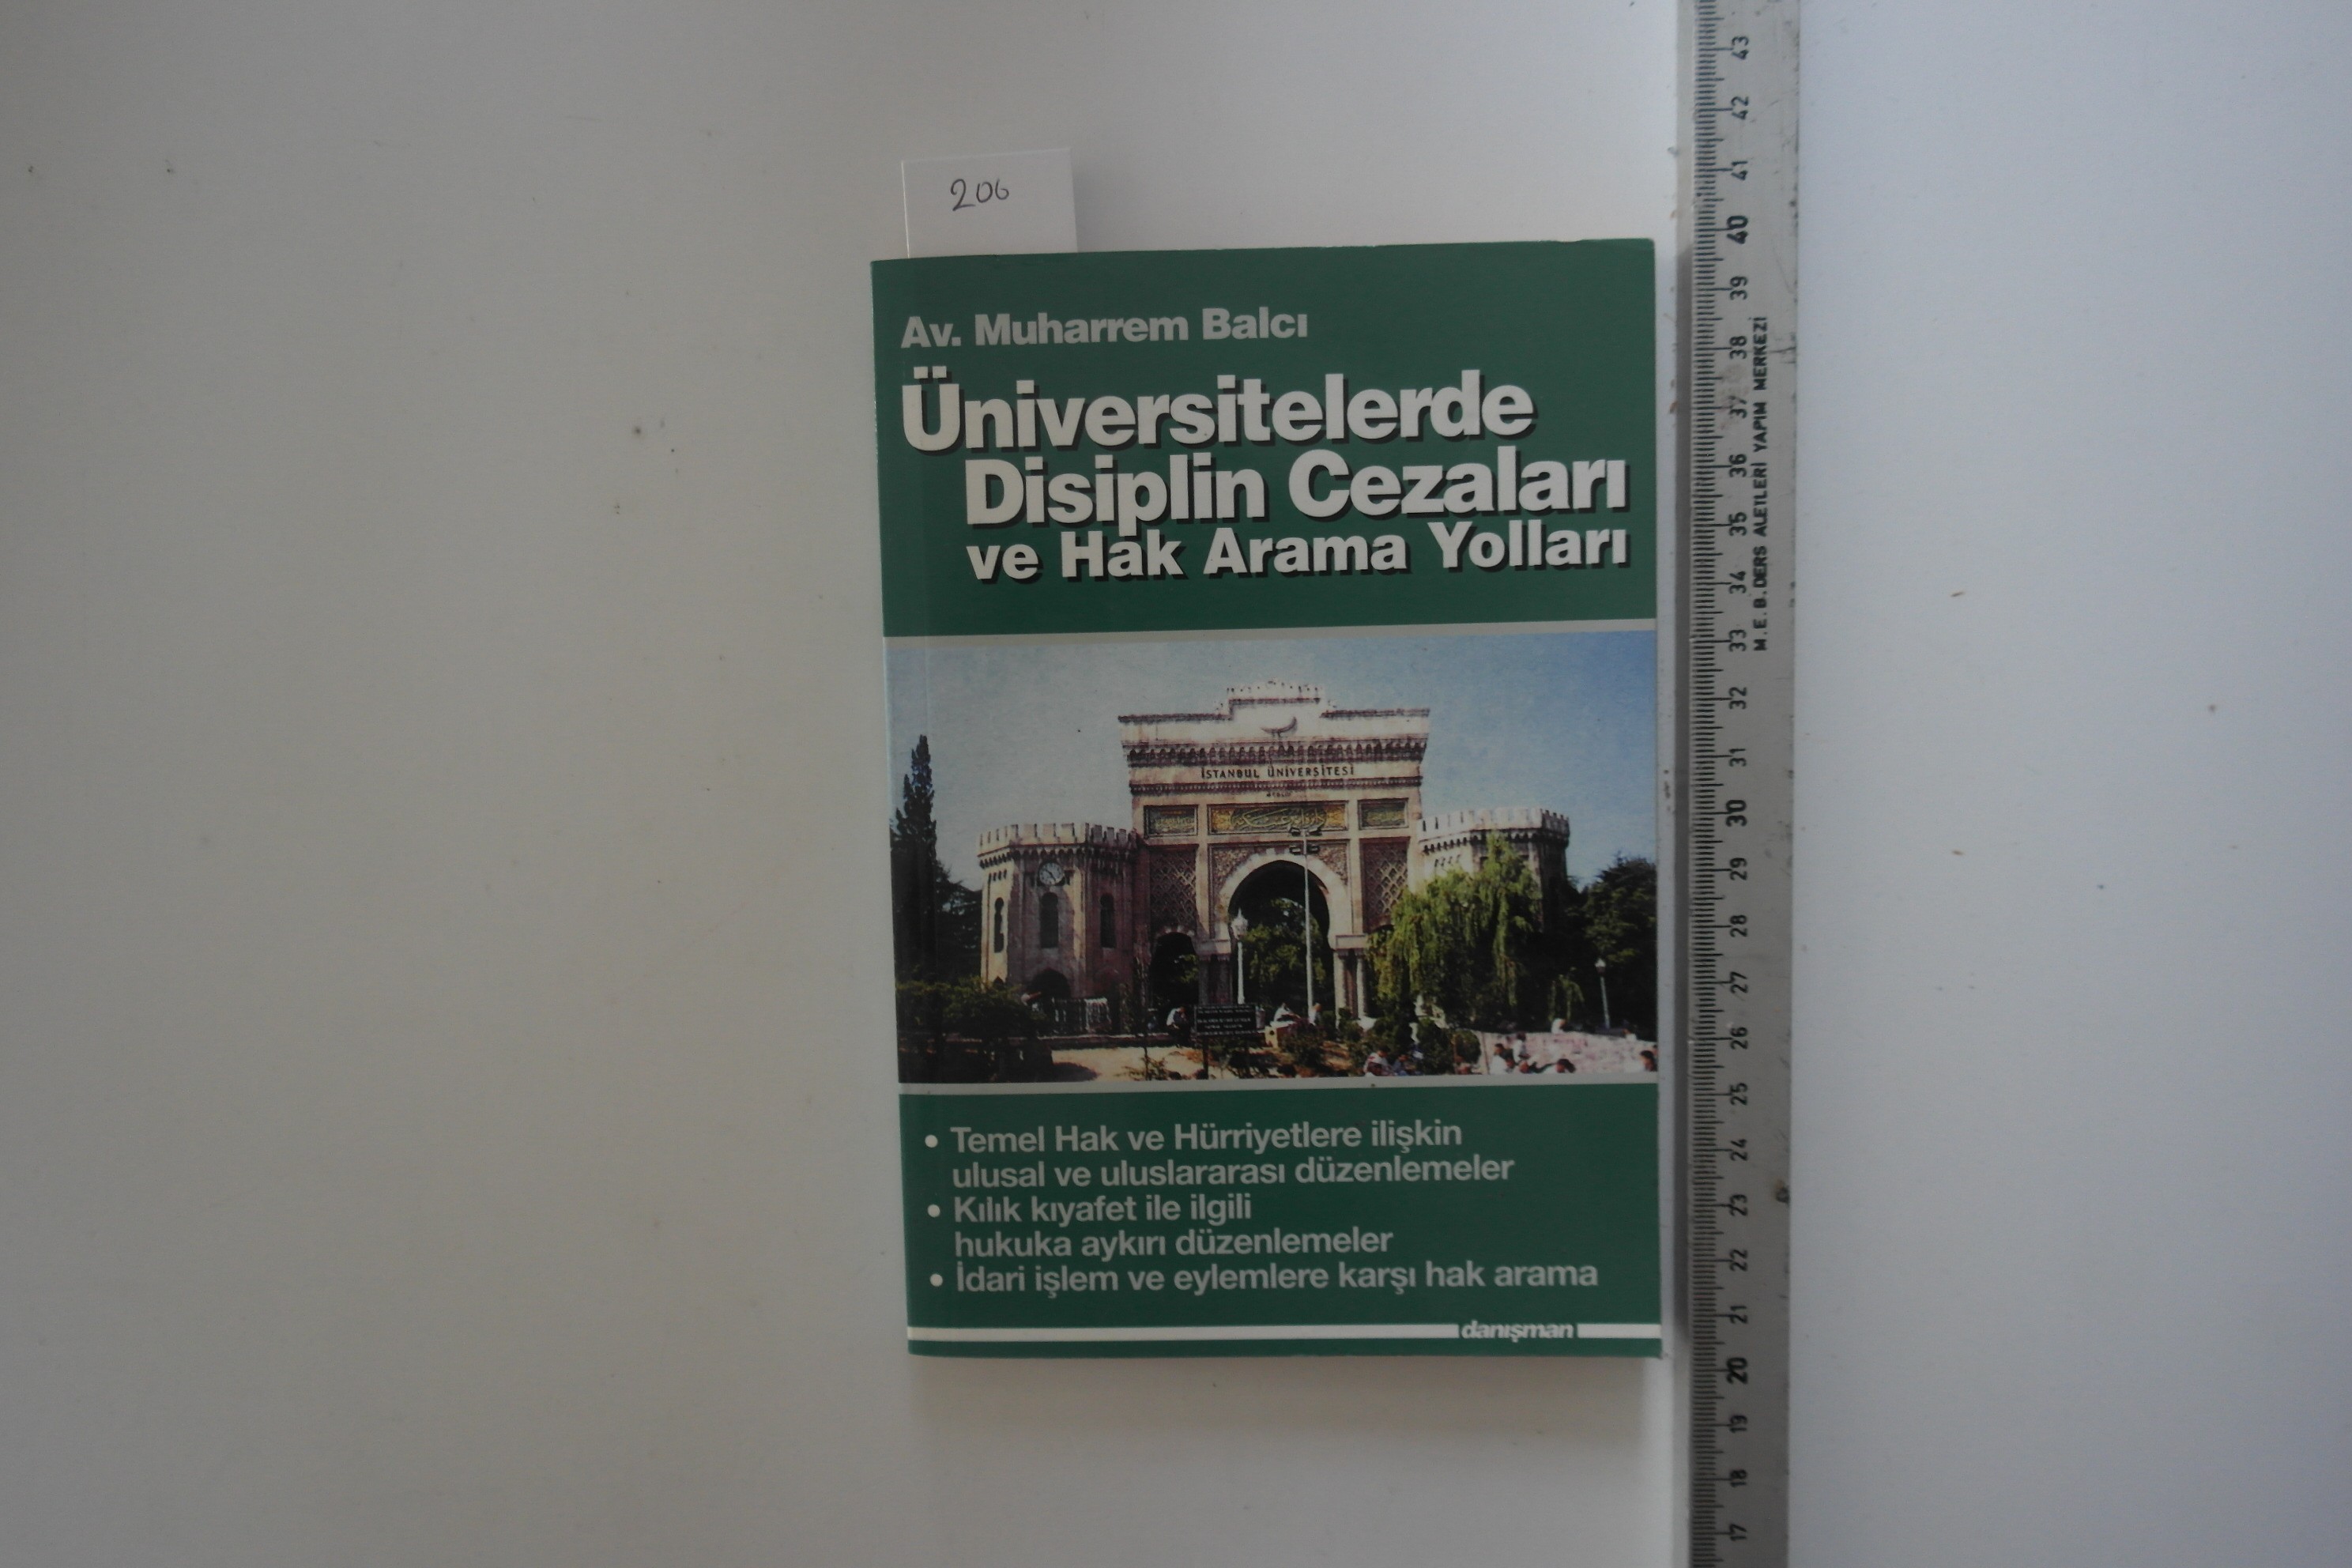 206
Av. Muharrem Balcı
Üniversitelerde
Disiplin Cezaları
ve Hak Arama Yolları
İSTANBUL ÜNİVERSİTESİ
• Temel Hak ve Hürriyetlere ilişkin
ulusal ve uluslararası düzenlemeler
• Kılık kıyafet ile ilgili
hukuka aykırı düzenlemeler
• İdari işlem ve eylemlere karşı hak arama
danışman
43
42
41
40
39
38
37
36
35
34
33
32
31
30
29
28
27
26
25
24
23
22
21
20
19
18
17
M.E.B. DERS ALETLERİ YAPIM MERKEZİ